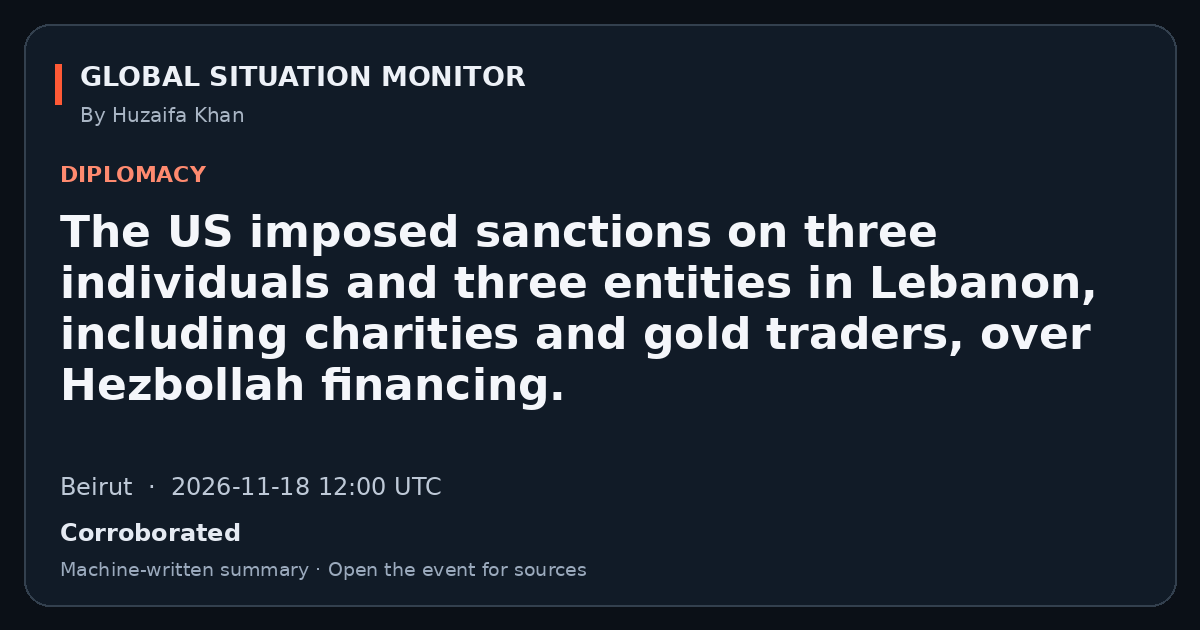 GLOBAL SITUATION MONITOR
By Huzaifa Khan
DIPLOMACY
The US imposed sanctions on three
individuals and three entities in Lebanon,
including charities and gold traders, over
Hezbollah financing.
Beirut · 2026-11-18 12:00 UTC
Corroborated
Machine-written summary · Open the event for sources